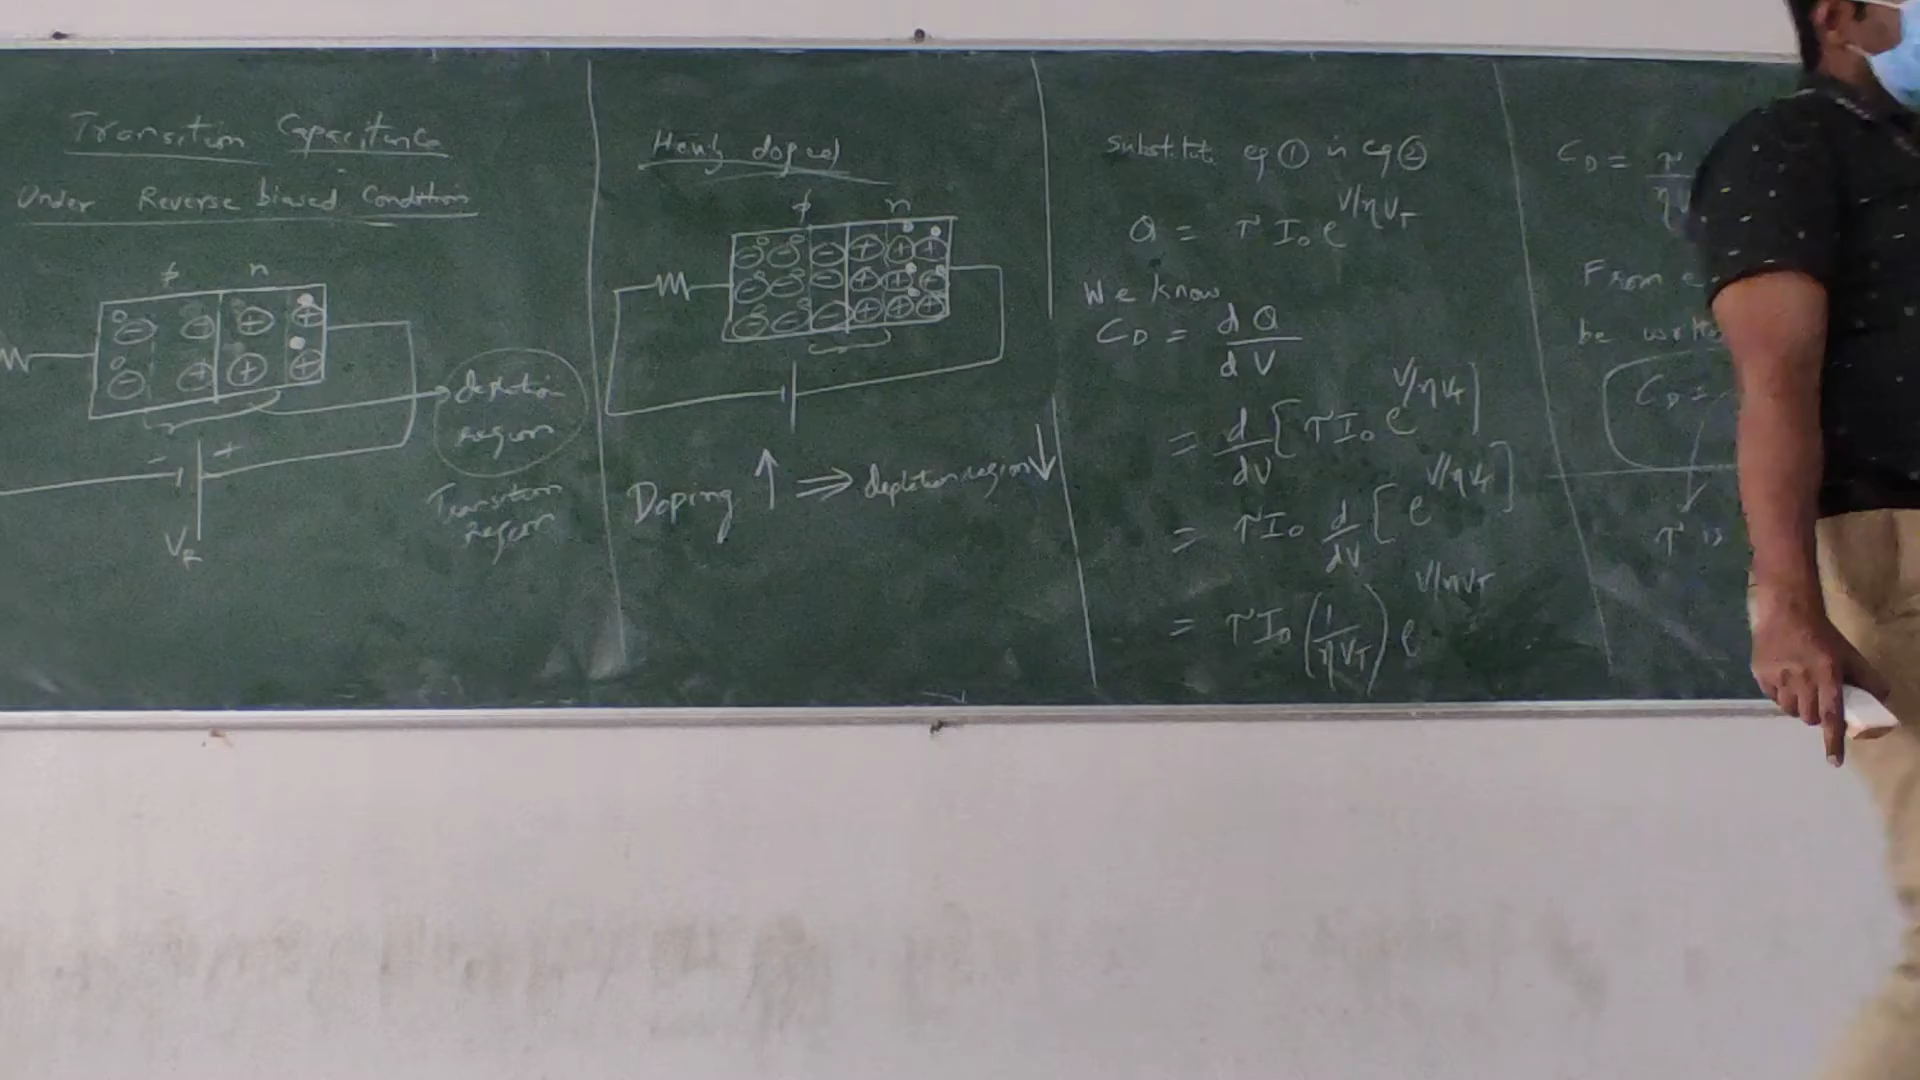 Transition Capacitance
Under Reverse biased Condition
p n
depletion
region
Transition
Region
- +
V_R
Heavily doped
p n
Doping ↑ ⇒ depletion region ↓
Substitute eq ① in eq ②
Q = τ I₀ e^{V/ηV_T}
We know
C_D = dQ/dV
= d/dV [τ I₀ e^{V/ηV_T}]
= τ I₀ d/dV [e^{V/ηV_T}]
= τ I₀ (1/ηV_T) e^{V/ηV_T}
C_D = τ/η
From
be
C_D =
τ is